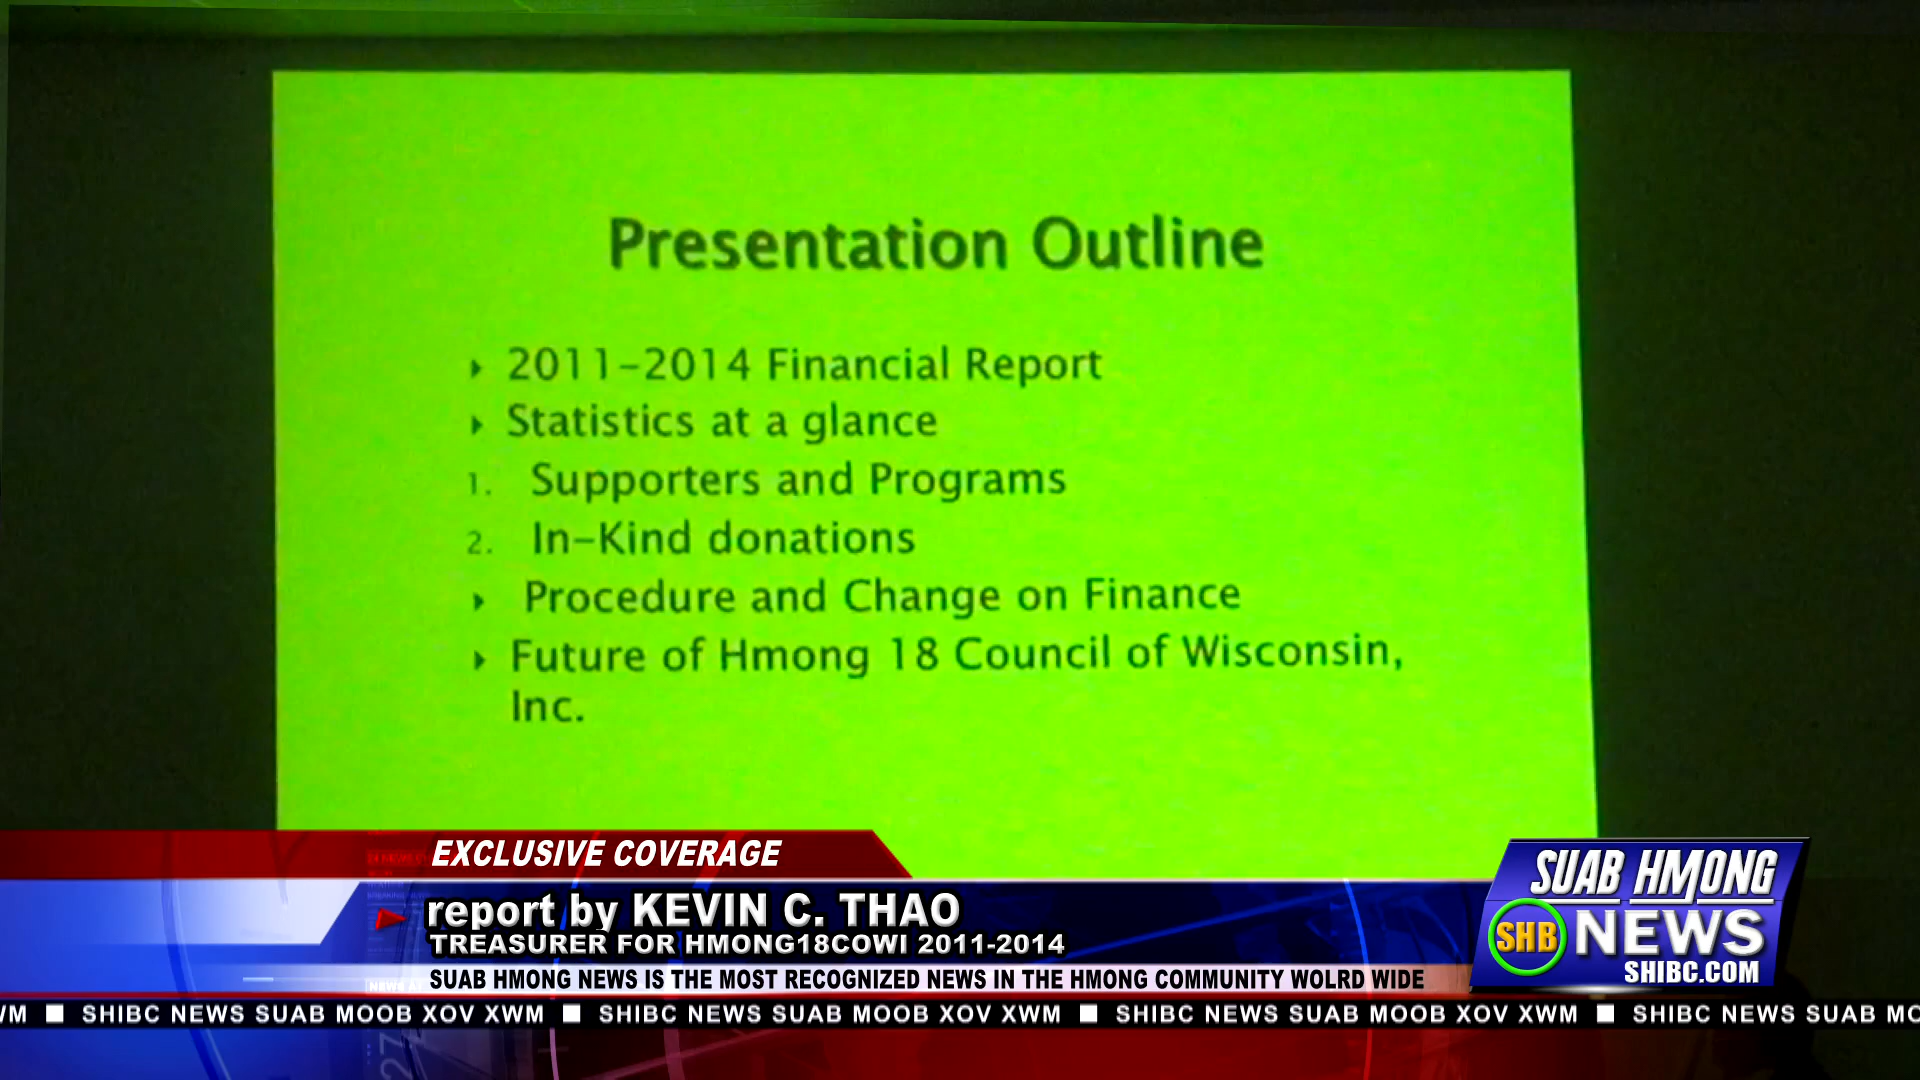 Presentation Outline
2011-2014 Financial Report
Statistics at a glance
1. Supporters and Programs
2. In-Kind donations
Procedure and Change on Finance
Future of Hmong 18 Council of Wisconsin,
Inc.
EXCLUSIVE COVERAGE
report by KEVIN C. THAO
TREASURER FOR HMONG18COWI 2011-2014
SUAB HMONG NEWS IS THE MOST RECOGNIZED NEWS IN THE HMONG COMMUNITY WOLRD WIDE
SUAB HMONG
SHB NEWS
SHIBC.COM
WM ■ SHIBC NEWS SUAB MOOB XOV XWM ■ SHIBC NEWS SUAB MOOB XOV XWM ■ SHIBC NEWS SUAB MOOB XOV XWM ■ SHIBC NEWS SUAB MO